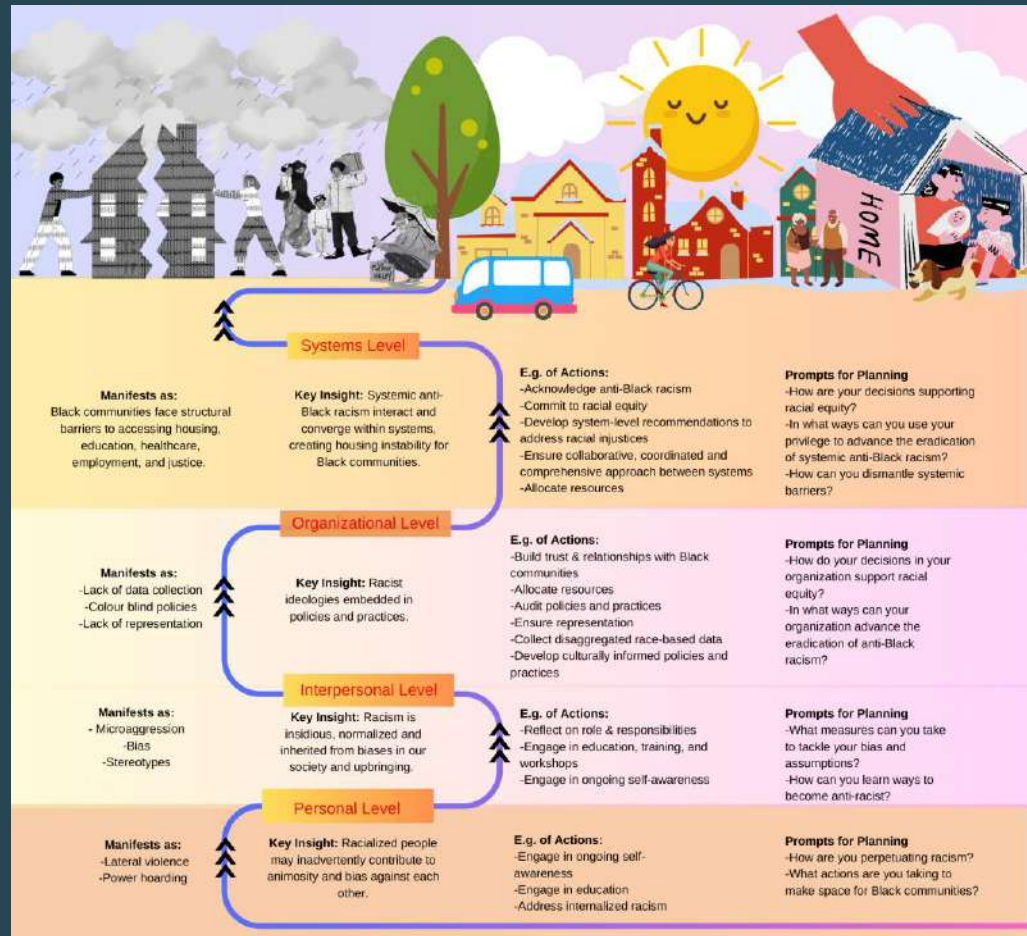 HOME
Systems Level
Manifests as:
Black communities face structural
barriers to accessing housing,
education, healthcare,
employment, and justice.
Key Insight: Systemic anti-
Black racism interact and
converge within systems,
creating housing instability for
Black communities.
E.g. of Actions:
-Acknowledge anti-Black racism
-Commit to racial equity
-Develop system-level recommendations to
address racial injustices
-Ensure collaborative, coordinated and
comprehensive approach between systems
-Allocate resources
Prompts for Planning
-How are your decisions supporting
racial equity?
-In what ways can you use your
privilege to advance the eradication
of systemic anti-Black racism?
-How can you dismantle systemic
barriers?
Organizational Level
Manifests as:
-Lack of data collection
-Colour blind policies
-Lack of representation
Key Insight: Racist
ideologies embedded in
policies and practices.
E.g. of Actions:
-Build trust & relationships with Black
communities
-Allocate resources
-Audit policies and practices
-Ensure representation
-Collect disaggregated race-based data
-Develop culturally informed policies and
practices
Prompts for Planning
-How do your decisions in your
organization support racial
equity?
-In what ways can your
organization advance the
eradication of anti-Black
racism?
Interpersonal Level
Manifests as:
- Microaggression
-Bias
-Stereotypes
Key Insight: Racism is
insidious, normalized and
inherited from biases in our
society and upbringing.
E.g. of Actions:
-Reflect on role & responsibilities
-Engage in education, training, and
workshops
-Engage in ongoing self-awareness
Prompts for Planning
-What measures can you take
to tackle your bias and
assumptions?
-How can you learn ways to
become anti-racist?
Personal Level
Manifests as:
-Lateral violence
-Power hoarding
Key Insight: Racialized people
may inadvertently contribute to
animosity and bias against each
other.
E.g. of Actions:
-Engage in ongoing self-
awareness
-Engage in education
-Address internalized racism
Prompts for Planning
-How are you perpetuating racism?
-What actions are you taking to
make space for Black communities?